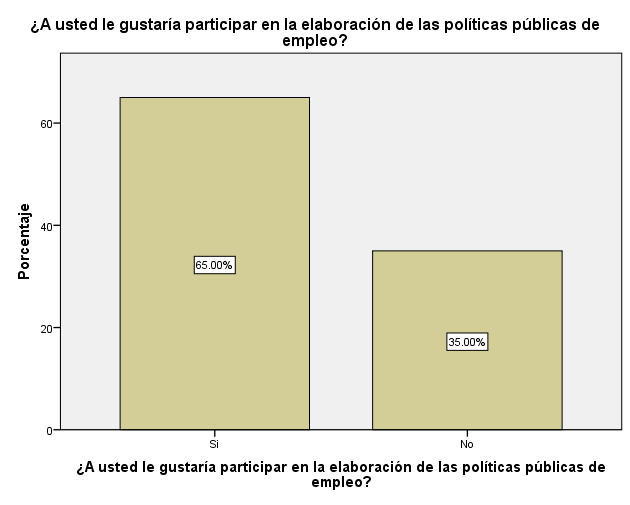 ¿A usted le gustaría participar en la elaboración de las políticas públicas de
empleo?
60
40
20
0
Porcentaje
65.00%
35.00%
Si
No
¿A usted le gustaría participar en la elaboración de las políticas públicas de
empleo?